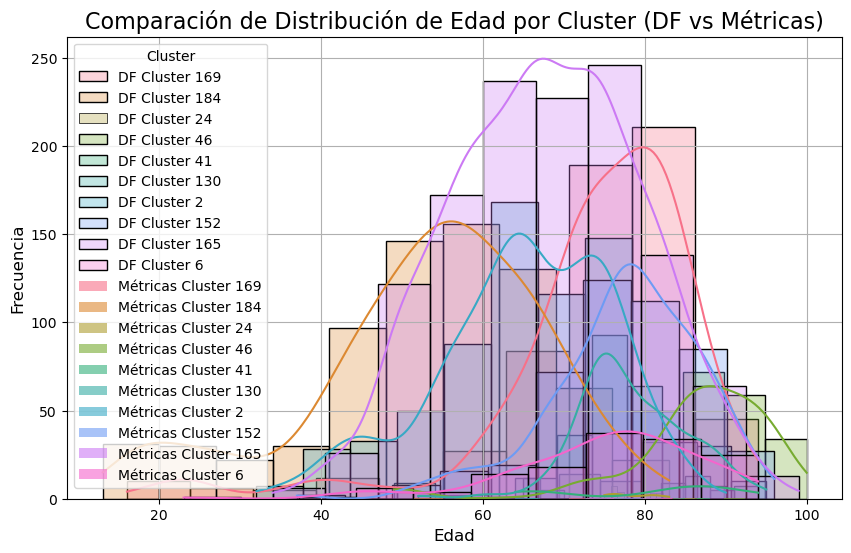 Comparación de Distribución de Edad por Cluster (DF vs Métricas)
Frecuencia
250
200
150
100
50
0
Cluster
DF Cluster 169
DF Cluster 184
DF Cluster 24
DF Cluster 46
DF Cluster 41
DF Cluster 130
DF Cluster 2
DF Cluster 152
DF Cluster 165
DF Cluster 6
Métricas Cluster 169
Métricas Cluster 184
Métricas Cluster 24
Métricas Cluster 46
Métricas Cluster 41
Métricas Cluster 130
Métricas Cluster 2
Métricas Cluster 152
Métricas Cluster 165
Métricas Cluster 6
20 40 60 80 100
Edad